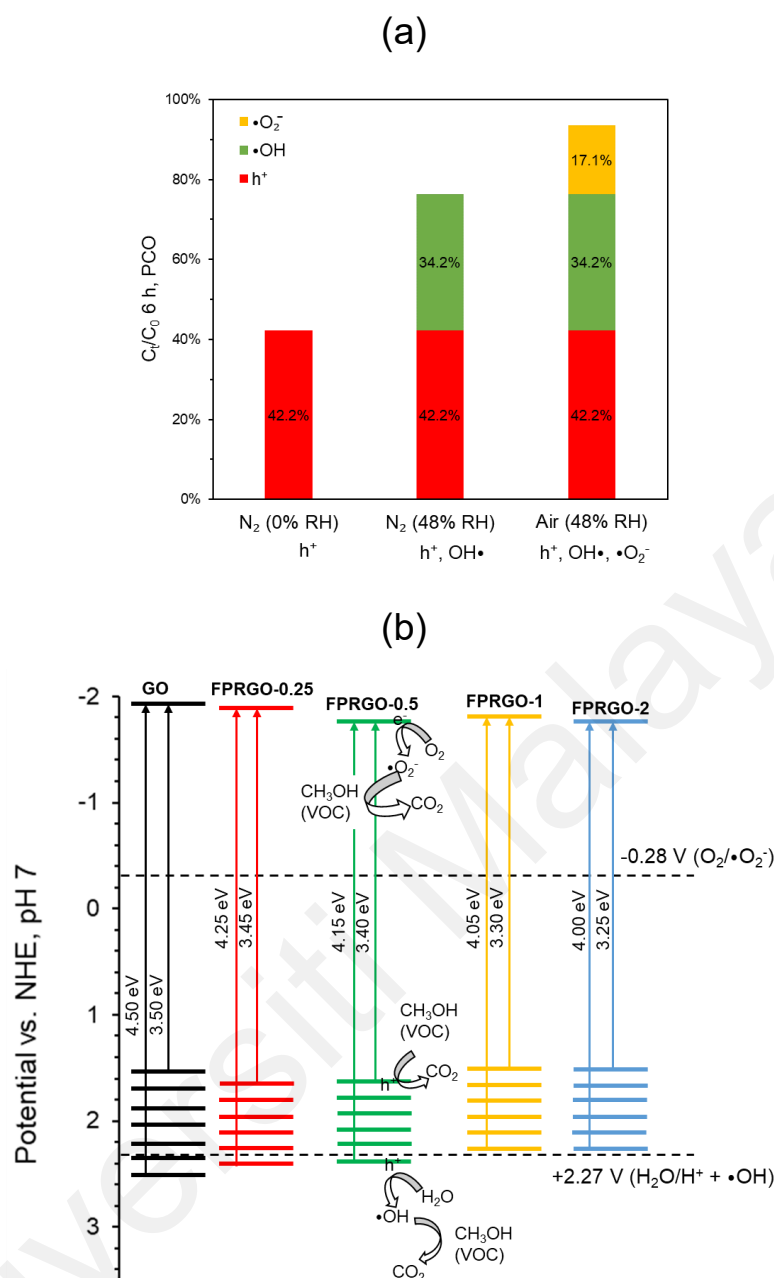 (a)
100%
80%
60%
40%
20%
0%
Cₜ/C₀ 6 h, PCO
•O₂⁻
•OH
h⁺
17.1%
34.2%
34.2%
42.2%
42.2%
42.2%
N₂ (0% RH)
N₂ (48% RH)
Air (48% RH)
h⁺
h⁺, OH•
h⁺, OH•, •O₂⁻
(b)
Potential vs. NHE, pH 7
-2
-1
0
1
2
3
GO
FPRGO-0.25
FPRGO-0.5
FPRGO-1
FPRGO-2
e⁻
O₂
•O₂⁻
CH₃OH
(VOC)
CO₂
-0.28 V (O₂/•O₂⁻)
4.50 eV
3.50 eV
4.25 eV
3.45 eV
4.15 eV
3.40 eV
4.05 eV
3.30 eV
4.00 eV
3.25 eV
CH₃OH
(VOC)
h⁺
CO₂
+2.27 V (H₂O/H⁺ + •OH)
h⁺
H₂O
•OH
CH₃OH
(VOC)
CO₂
versiti Malaya